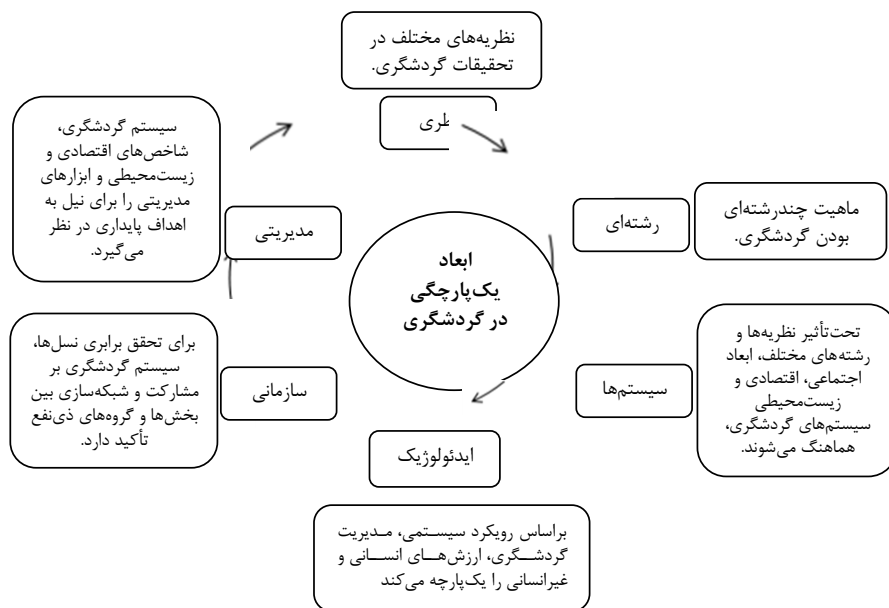 نظریه‌های مختلف در
تحقیقات گردشگری.
سیستم گردشگری،
شاخص‌های اقتصادی و
زیست‌محیطی و ابزارهای
مدیریتی را برای نیل به
اهداف پایداری در نظر
می‌گیرد.
مدیریتی
رشته‌ای
ماهیت چندرشته‌ای
بودن گردشگری.
ابعاد
یک‌پارچگی
در گردشگری
تحت‌تأثیر نظریه‌ها و
رشته‌های مختلف، ابعاد
اجتماعی، اقتصادی و
زیست‌محیطی
سیستم‌های گردشگری،
هماهنگ می‌شوند.
سیستم‌ها
برای تحقق برابری نسل‌ها،
سیستم گردشگری بر
مشارکت و شبکه‌سازی بین
بخش‌ها و گروه‌های ذی‌نفع
تأکید دارد.
سازمانی
ایدئولوژیک
براساس رویکرد سیستمی، مدیریت
گردشگری، ارزش‌های انسانی و
غیرانسانی را یک‌پارچه می‌کند